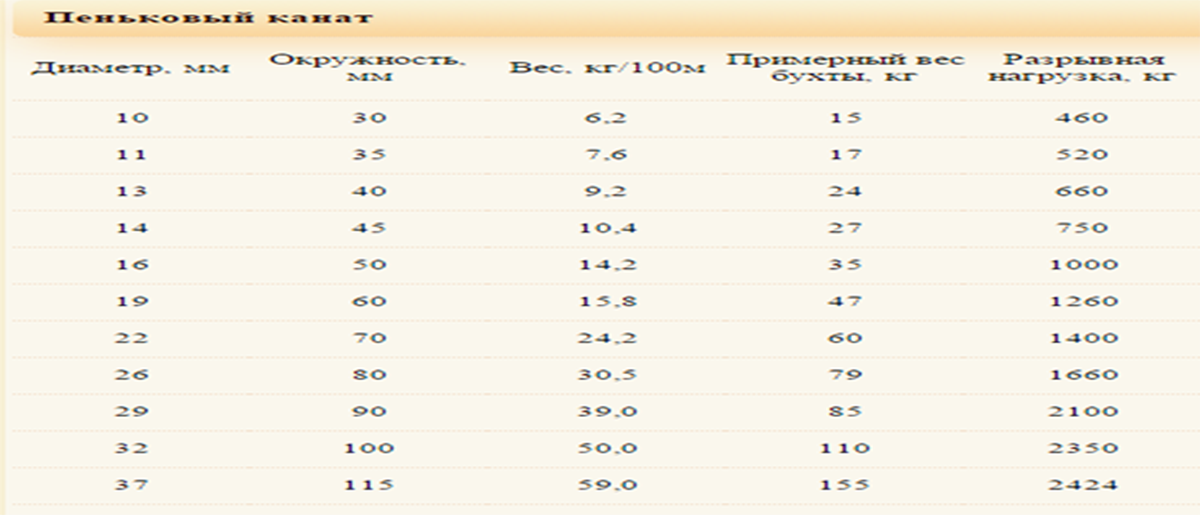 Пеньковый канат
Диаметр, мм Окружность, мм Вес, кг/100м Примерный вес бухты, кг Разрывная нагрузка, кг
10 30 6,2 15 460
11 35 7,6 17 520
13 40 9,2 24 660
14 45 10,4 27 750
16 50 14,2 35 1000
19 60 15,8 47 1260
22 70 24,2 60 1400
26 80 30,5 79 1660
29 90 39,0 85 2100
32 100 50,0 110 2350
37 115 59,0 155 2424